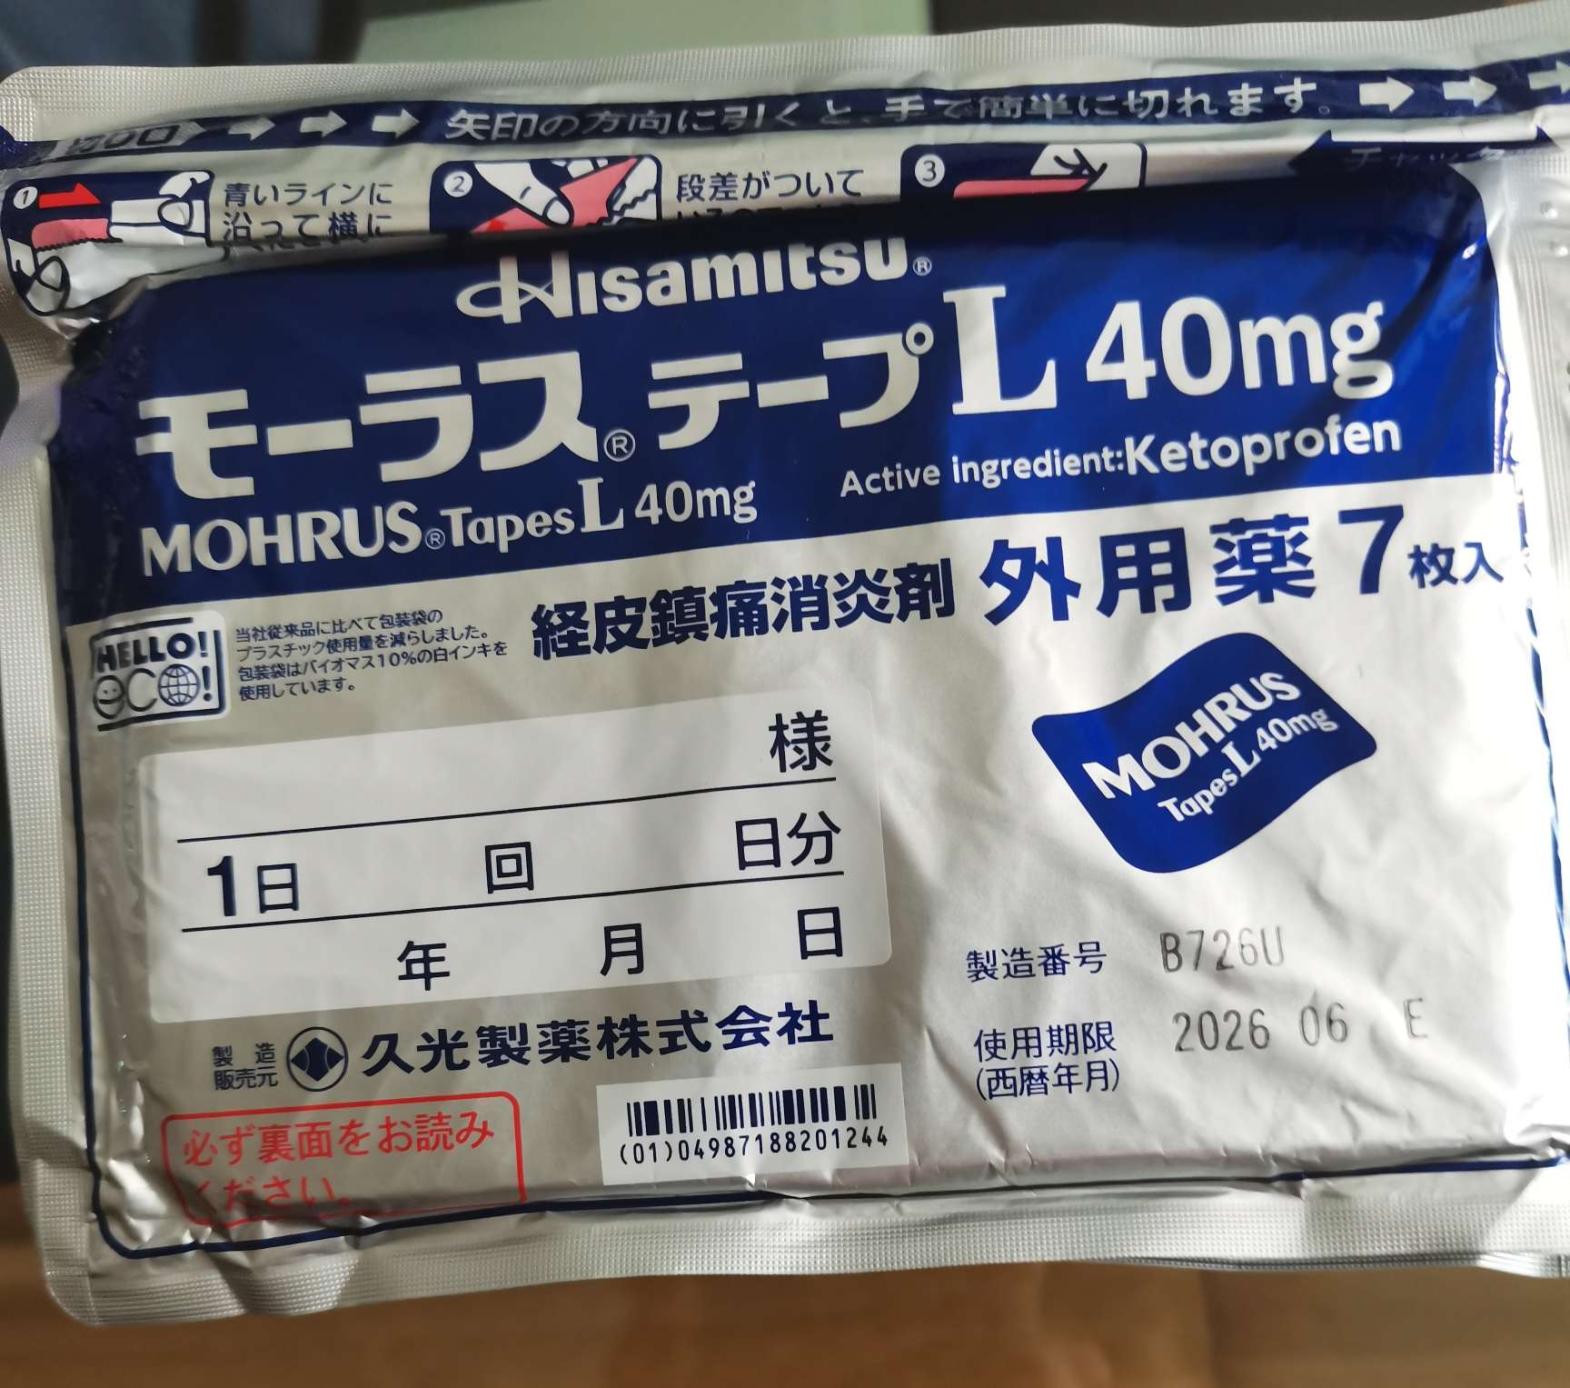 矢印の方向に引くと、手で簡単に切れます。
1
青いラインに
沿って横に
2
段差がついて
3
チャック
Hisamitsu®
モーラス®テープL 40mg
MOHRUS®Tapes L 40mg
Active ingredient:Ketoprofen
経皮鎮痛消炎剤 外用薬 7枚入
HELLO!
eco!
当社従来品に比べて包装袋の
プラスチック使用量を減らしました。
包装袋はバイオマス10%の白インキを
使用しています。
MOHRUS
Tapes L 40mg
様
1日 回 日分
年 月 日
製造番号 B726U
使用期限 2026 06 E
(西暦年月)
製造
販売元
久光製薬株式会社
必ず裏面をお読み
ください。
(01)04987188201244